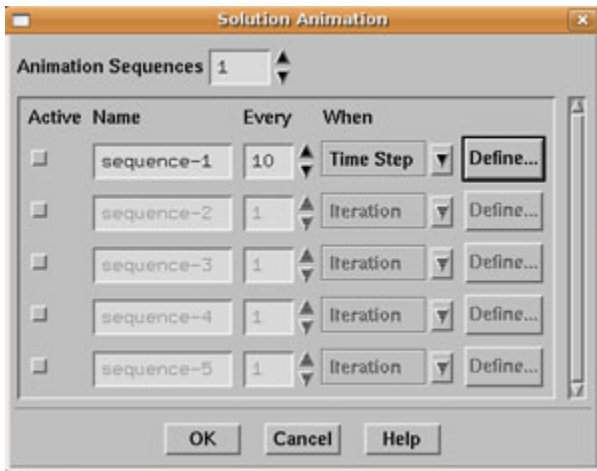 Solution Animation
Animation Sequences 1
Active Name Every When
sequence-1 10 Time Step Define...
sequence-2 1 Iteration Define...
sequence-3 1 Iteration Define...
sequence-4 1 Iteration Define...
sequence-5 1 Iteration Define...
OK Cancel Help